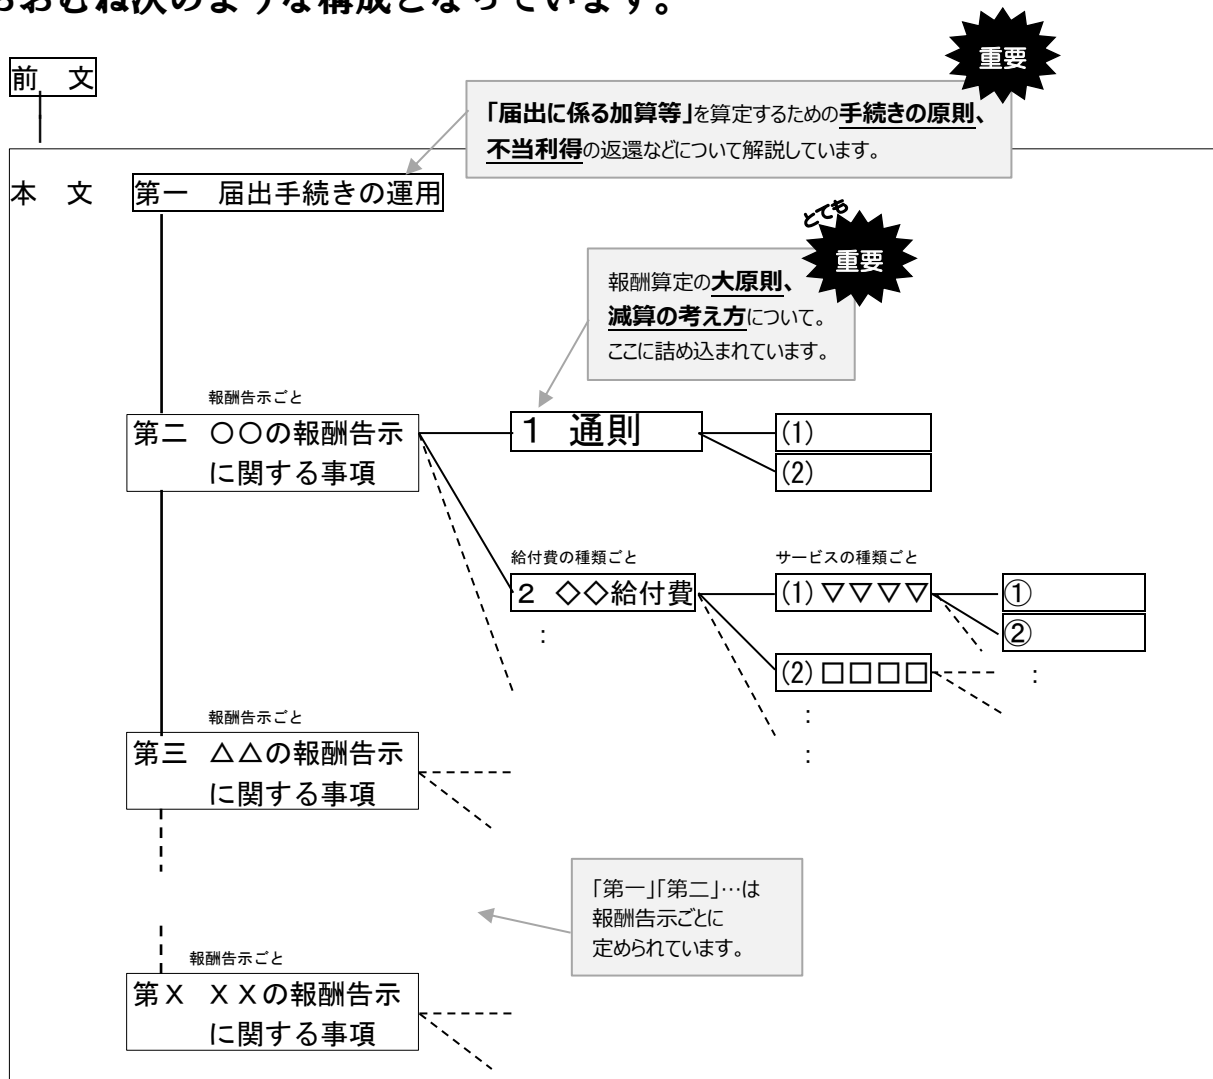 おおむね次のような構成となっています。
重要
前　文
「届出に係る加算等」を算定するための手続きの原則、
不当利得の返還などについて解説しています。
本　文
第一　届出手続きの運用
とても
重要
報酬算定の大原則、
減算の考え方について。
ここに詰め込まれています。
報酬告示ごと
第二　〇〇の報酬告示
に関する事項
１　通則
(1)
(2)
給付費の種類ごと
２　◇◇給付費
：
サービスの種類ごと
(1)▽▽▽▽
①
②
：
(2)□□□□
：
：
報酬告示ごと
第三　△△の報酬告示
に関する事項
「第一」「第二」…は
報酬告示ごとに
定められています。
報酬告示ごと
第Ｘ　ＸＸの報酬告示
に関する事項